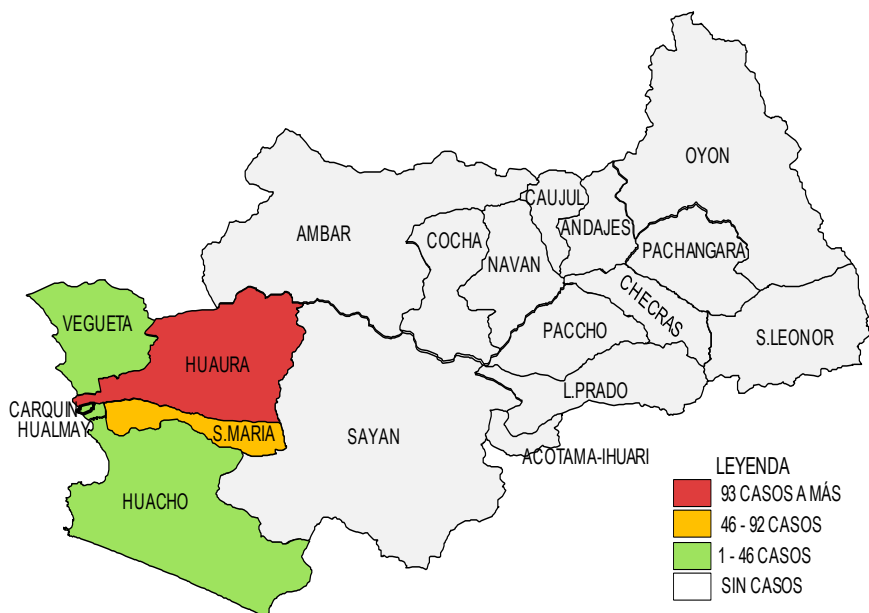 OYON
CAUJUL
AMBAR
COCHA
ANDAJES
NAVAN
PACHANGARA
CHECRAS
VEGUETA
PACCHO
S.LEONOR
HUAURA
L.PRADO
CARQUIN
HUALMAY
S.MARIA
SAYAN
ACOTAMA-IHUARI
HUACHO
LEYENDA
93 CASOS A MÁS
46 - 92 CASOS
1 - 46 CASOS
SIN CASOS